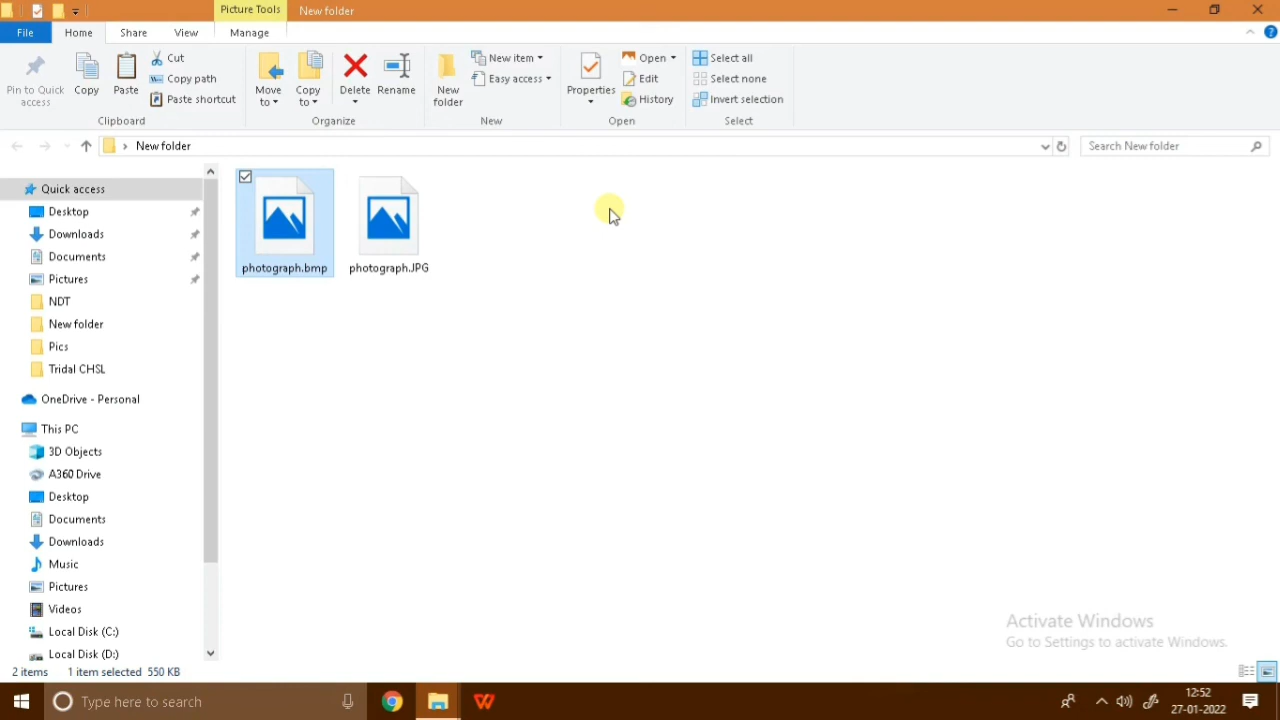 Picture Tools
New folder
File
Home
Share
View
Manage
Pin to Quick
access
Copy
Paste
Cut
Copy path
Paste shortcut
Clipboard
Move
to
Copy
to
Delete
Rename
Organize
New
folder
New item
Easy access
New
Properties
Open
Edit
History
Open
Select all
Select none
Invert selection
Select
New folder
Search New folder
Quick access
Desktop
Downloads
Documents
Pictures
NDT
New folder
Pics
Tridal CHSL
OneDrive - Personal
This PC
3D Objects
A360 Drive
Desktop
Documents
Downloads
Music
Pictures
Videos
Local Disk (C:)
Local Disk (D:)
photograph.bmp
photograph.JPG
Activate Windows
Go to Settings to activate Windows.
2 items 1 item selected 550 KB
Type here to search
12:52
27-01-2022